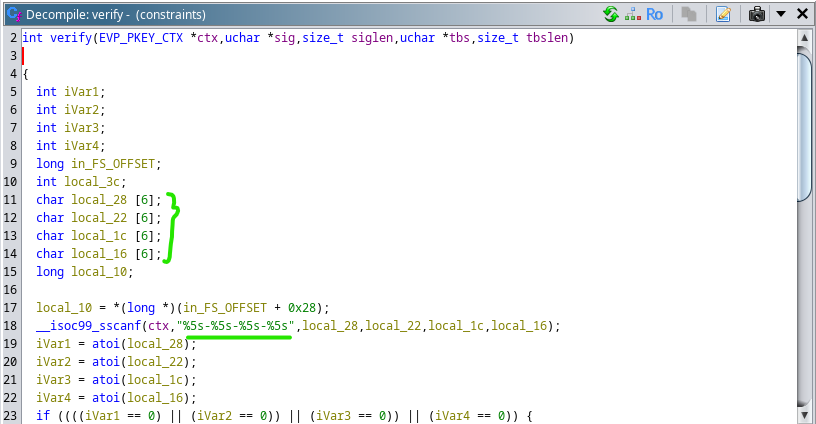 Decompile: verify - (constraints)
Ro
2 int verify(EVP_PKEY_CTX *ctx,uchar *sig,size_t siglen,uchar *tbs,size_t tbslen)
3
4 {
5 int iVar1;
6 int iVar2;
7 int iVar3;
8 int iVar4;
9 long in_FS_OFFSET;
10 int local_3c;
11 char local_28 [6];
12 char local_22 [6];
13 char local_1c [6];
14 char local_16 [6];
15 long local_10;
16
17 local_10 = *(long *)(in_FS_OFFSET + 0x28);
18 __isoc99_sscanf(ctx,"%5s-%5s-%5s-%5s",local_28,local_22,local_1c,local_16);
19 iVar1 = atoi(local_28);
20 iVar2 = atoi(local_22);
21 iVar3 = atoi(local_1c);
22 iVar4 = atoi(local_16);
23 if ((((iVar1 == 0) || (iVar2 == 0)) || (iVar3 == 0)) || (iVar4 == 0)) {